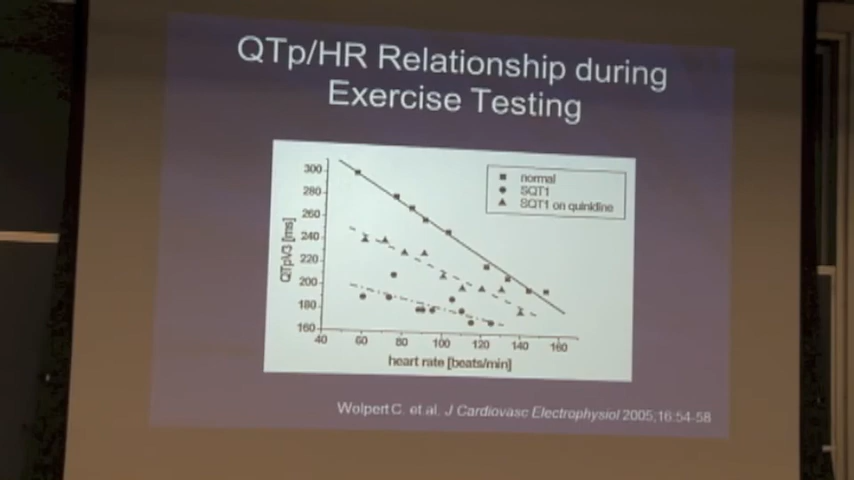 QTp/HR Relationship during
Exercise Testing
300
280
260
240
220
200
180
160
QTpV3 [ms]
normal
SQT1
SQT1 on quinidine
40 60 80 100 120 140 160
heart rate [beats/min]
Wolpert C. et al. J Cardiovasc Electrophysiol 2005;16:54-58